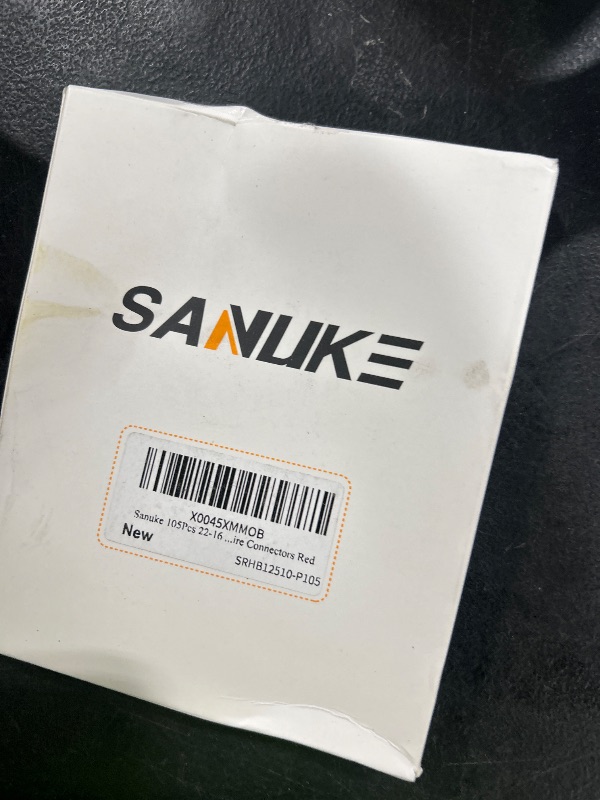 SANUKE
X0045XMMOB
Sanuke 105Pcs 22-16 ...ire Connectors Red
New
SRHB12510-P105